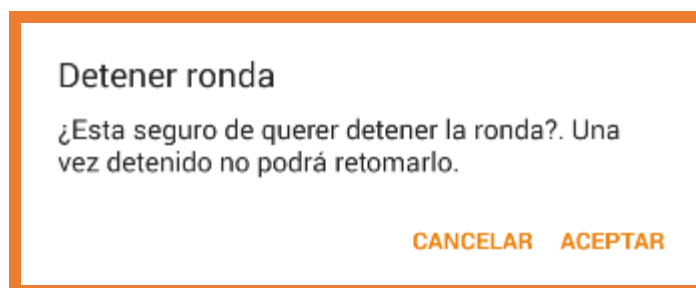 Detener ronda
¿Esta seguro de querer detener la ronda?. Una
vez detenido no podrá retomarlo.
CANCELAR ACEPTAR